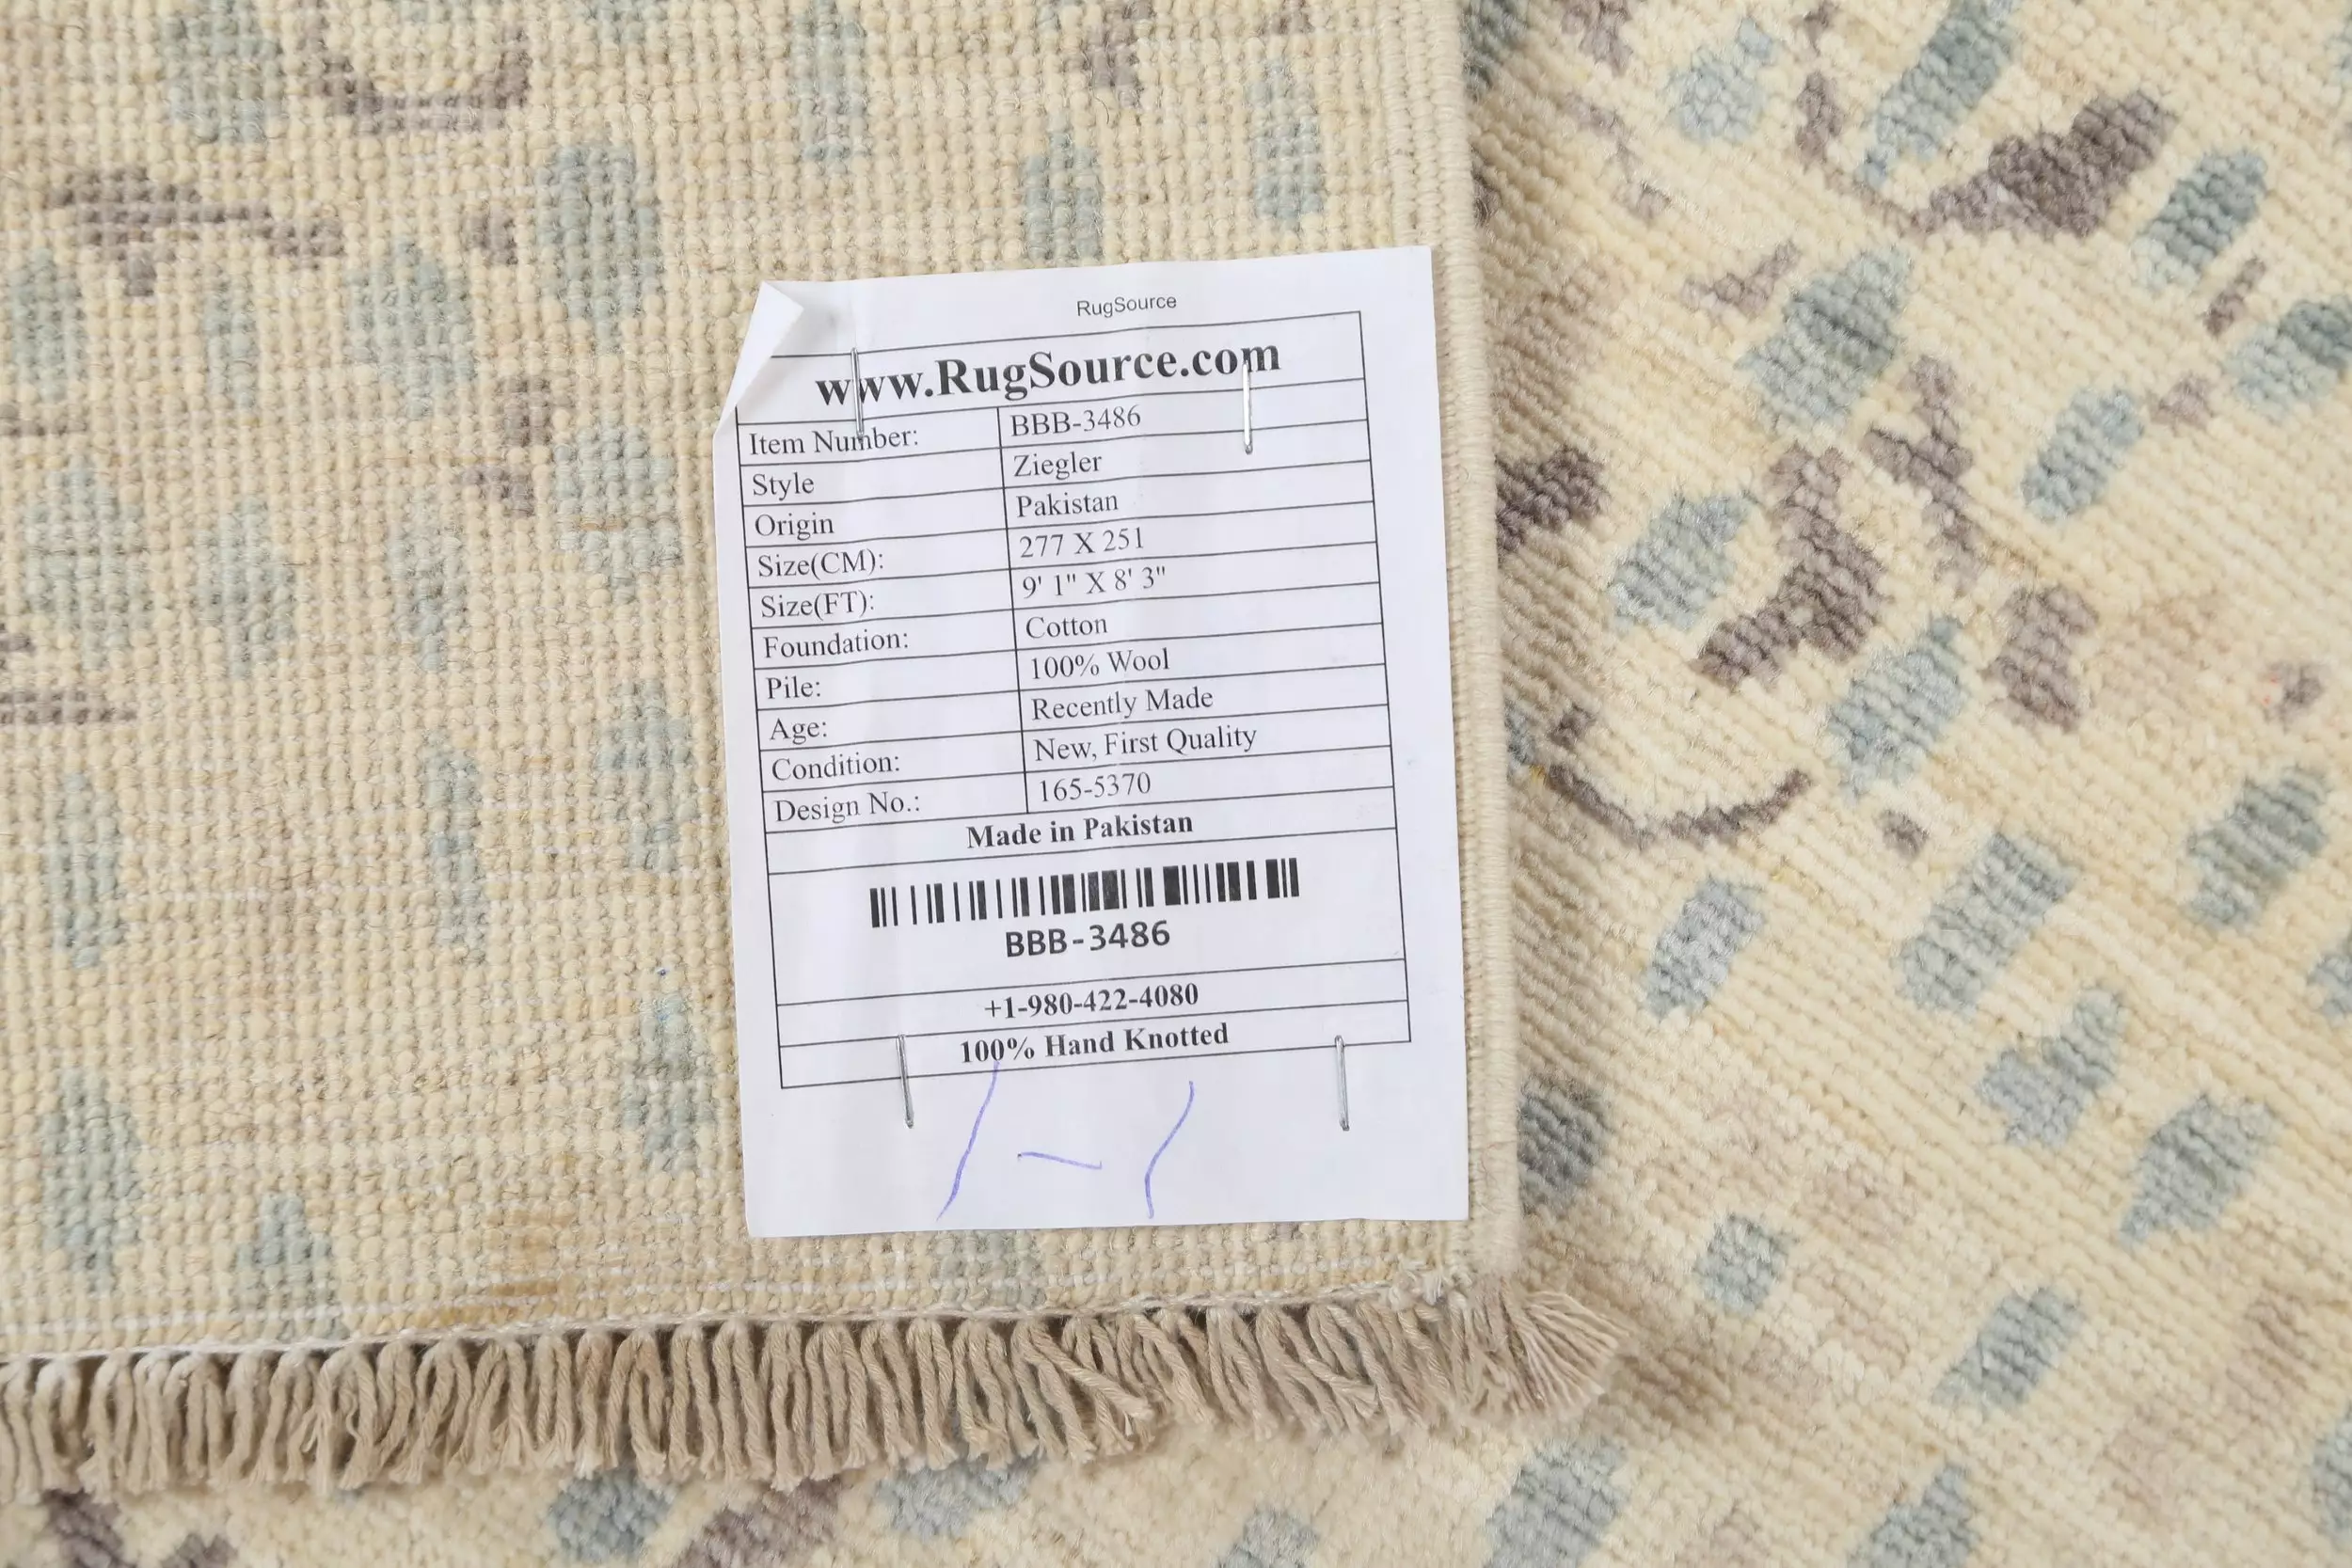 RugSource
www.RugSource.com
Item Number: BBB-3486
Style Ziegler
Origin Pakistan
Size(CM): 277 X 251
Size(FT): 9' 1" X 8' 3"
Foundation: Cotton
Pile: 100% Wool
Age: Recently Made
Condition: New, First Quality
Design No.: 165-5370
Made in Pakistan
BBB-3486
+1-980-422-4080
100% Hand Knotted
1-1